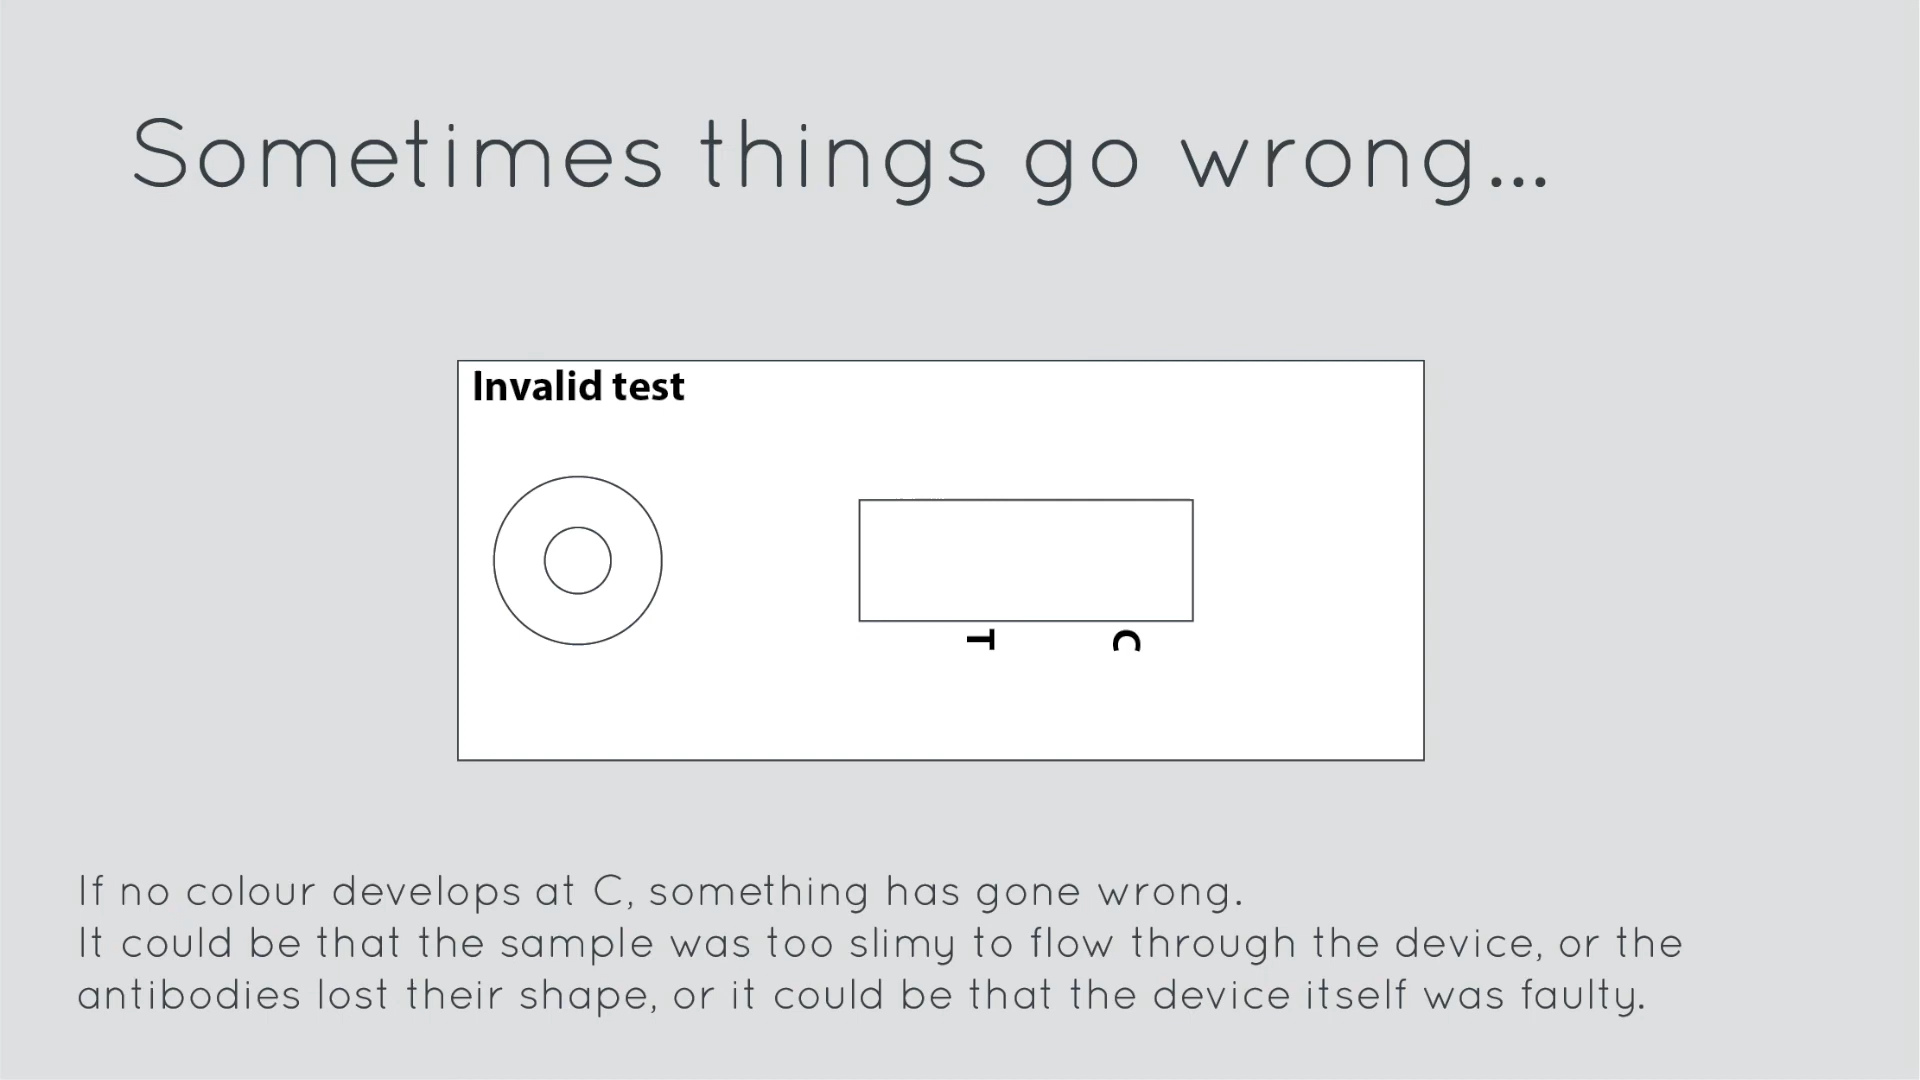 Sometimes things go wrong...
Invalid test
T
C
If no colour develops at C, something has gone wrong.
It could be that the sample was too slimy to flow through the device, or the
antibodies lost their shape, or it could be that the device itself was faulty.